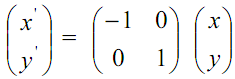 (x') = (-1 0) (x)
(y')   (0 1) (y)